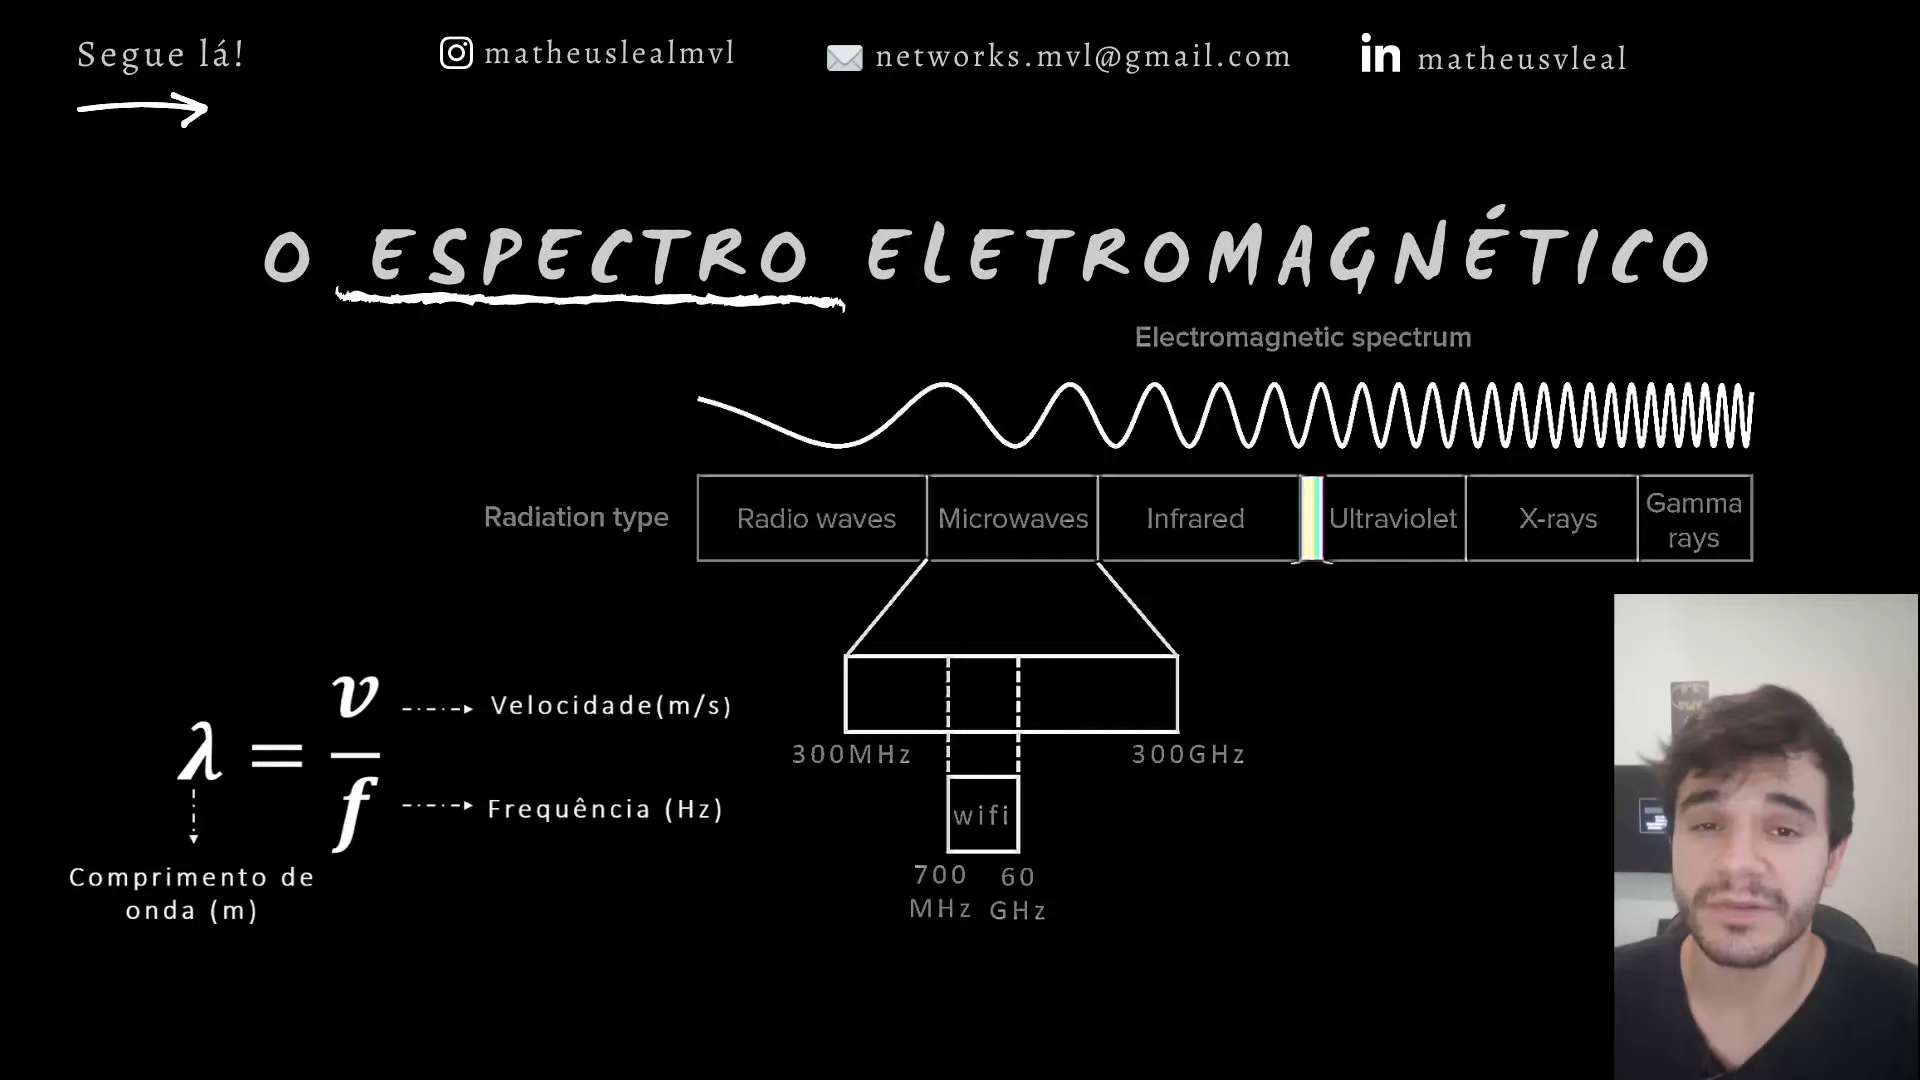 Segue lá!
matheuslealmvl
networks.mvl@gmail.com
in matheusvleal
O ESPECTRO ELETROMAGNÉTICO
Electromagnetic spectrum
Radiation type
Radio waves
Microwaves
Infrared
Ultraviolet
X-rays
Gamma
rays
λ = v
f
Velocidade(m/s)
Frequência (Hz)
Comprimento de
onda (m)
300MHz
300GHz
wifi
700
MHz
60
GHz